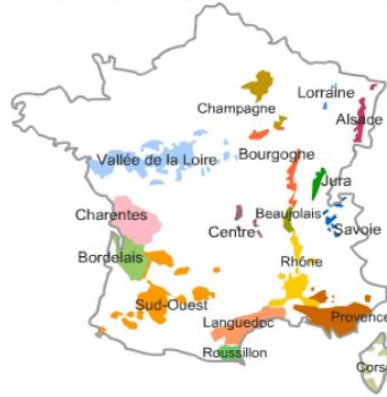 Lorraine
Champagne
Alsace
Vallée de la Loire
Bourgogne
Jura
Charentes
Beaujolais
Centre
Savoie
Bordelais
Rhône
Sud-Ouest
Provence
Languedoc
Roussillon
Corse